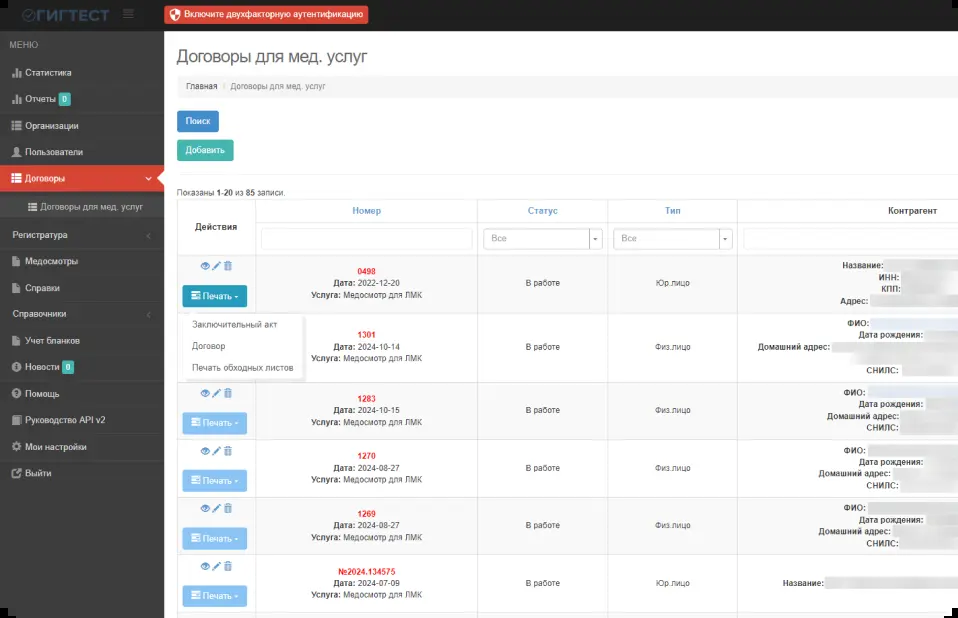 ГИГТЕСТ
Включите двухфакторную аутентификацию
МЕНЮ
Статистика
Отчеты 0
Организации
Пользователи
Договоры
Договоры для мед. услуг
Регистратура
Медосмотры
Справки
Справочники
Учет бланков
Новости 0
Помощь
Руководство API v2
Мои настройки
Выйти
Договоры для мед. услуг
Главная / Договоры для мед. услуг
Поиск
Добавить
Показаны 1-20 из 85 записи.
Действия Номер Статус Тип Контрагент
Все Все
0498
Дата: 2022-12-20
Услуга: Медосмотр для ЛМК
В работе
Юр.лицо
Название:
ИНН:
КПП:
Адрес:
Печать
Заключительный акт
Договор
Печать обходных листов
1301
Дата: 2024-10-14
Услуга: Медосмотр для ЛМК
В работе
Физ.лицо
ФИО:
Дата рождения:
Домашний адрес:
СНИЛС:
Печать
1283
Дата: 2024-10-15
Услуга: Медосмотр для ЛМК
В работе
Физ.лицо
ФИО:
Дата рождения:
Домашний адрес:
СНИЛС:
Печать
1270
Дата: 2024-08-27
Услуга: Медосмотр для ЛМК
В работе
Физ.лицо
ФИО:
Дата рождения:
Домашний адрес:
СНИЛС:
Печать
1269
Дата: 2024-08-27
Услуга: Медосмотр для ЛМК
В работе
Физ.лицо
ФИО:
Дата рождения:
Домашний адрес:
СНИЛС:
Печать
№2024.134575
Дата: 2024-07-09
Услуга: Медосмотр для ЛМК
В работе
Юр.лицо
Название: